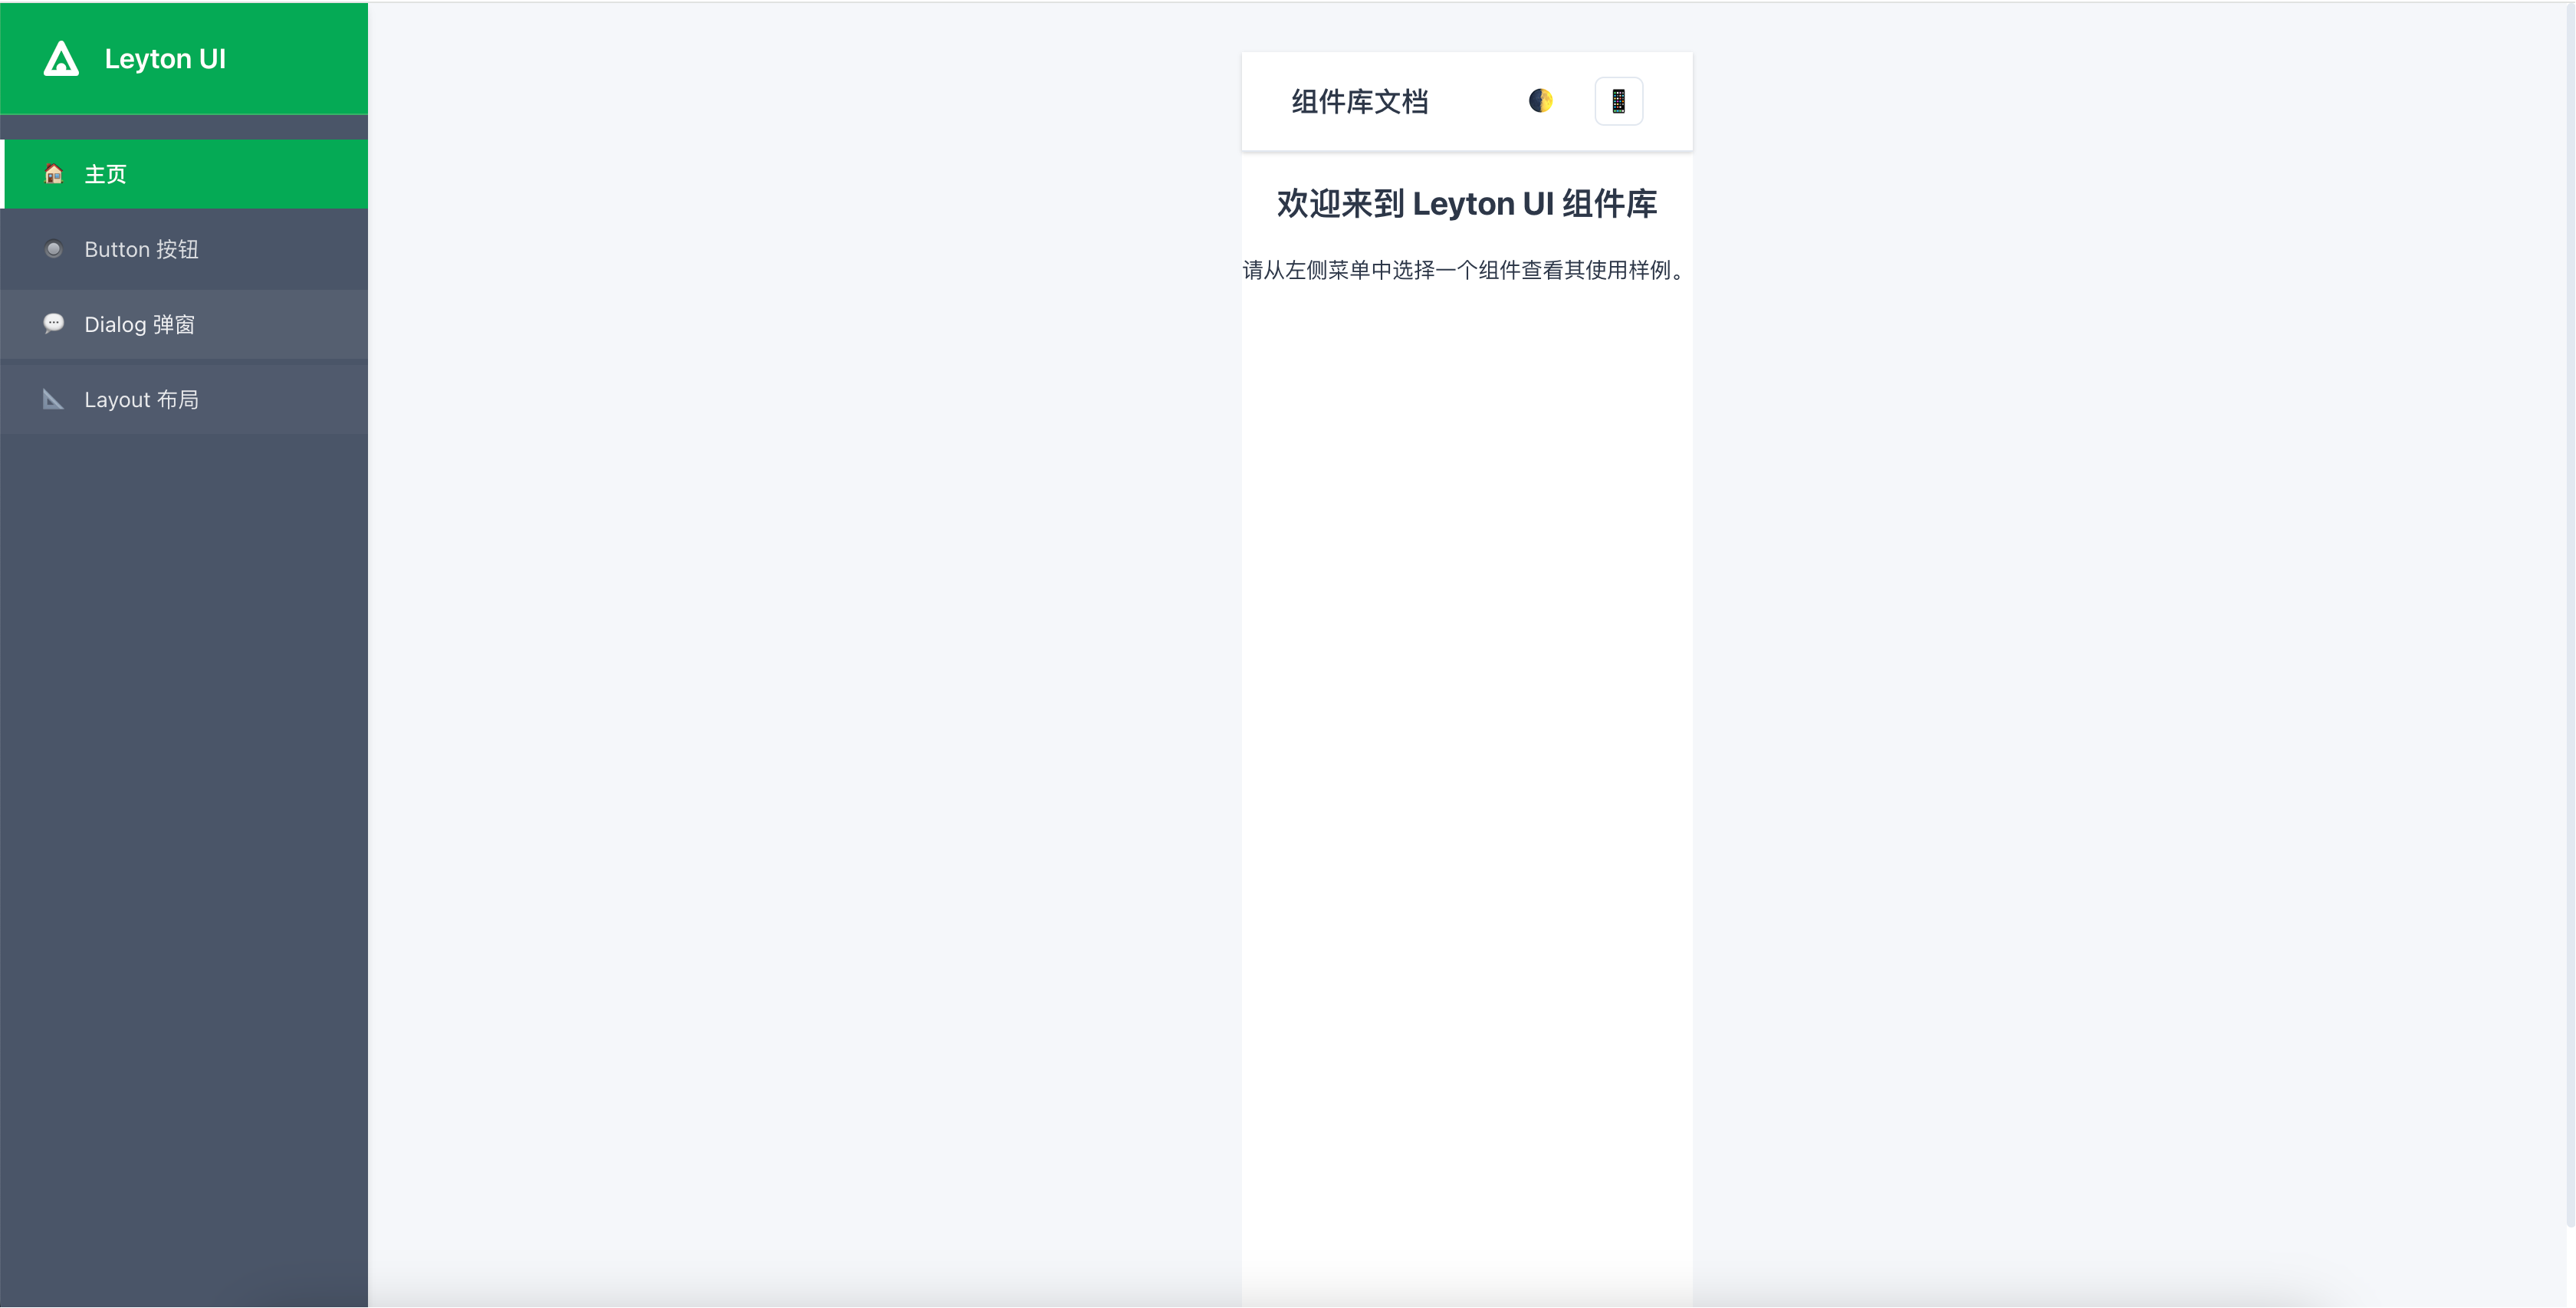 Leyton UI
主页
Button 按钮
Dialog 弹窗
Layout 布局
组件库文档
欢迎来到 Leyton UI 组件库
请从左侧菜单中选择一个组件查看其使用样例。